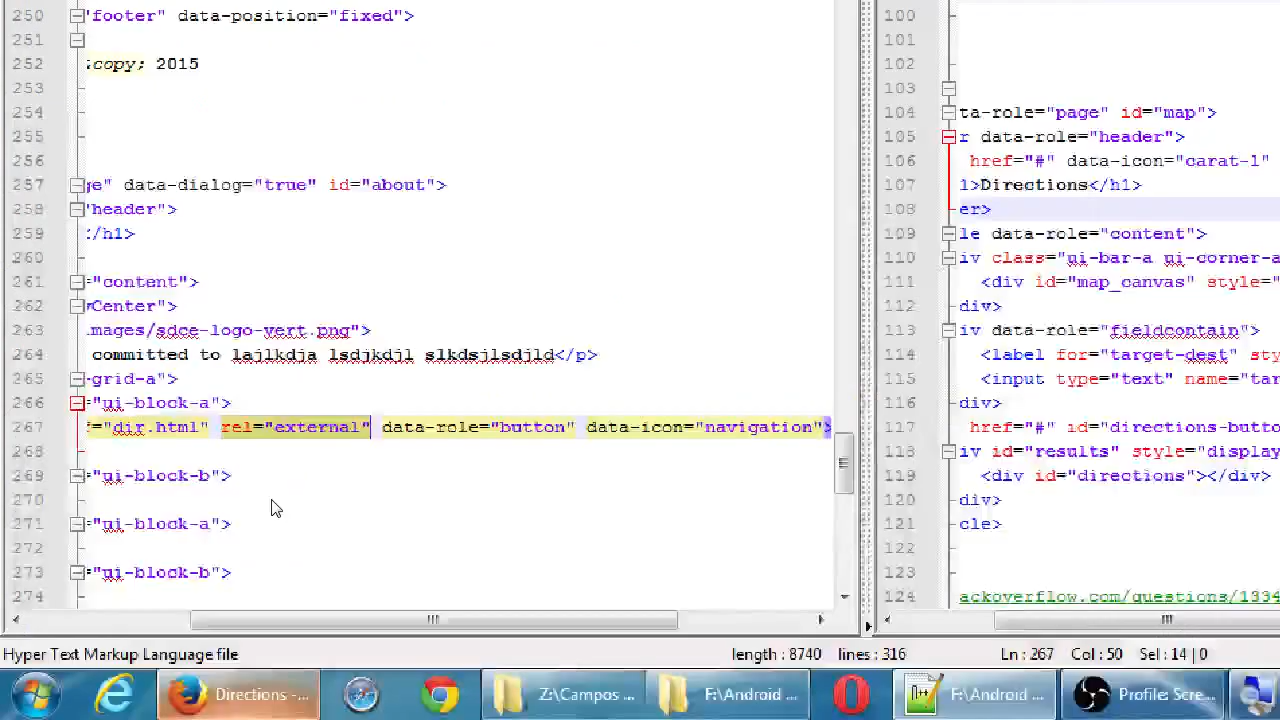 250 "footer" data-position="fixed">
251
252 :copy; 2015
253
254
255
256
257 ge" data-dialog="true" id="about">
258 "header">
259 :/h1>
260
261 ="content">
262 Center">
263 .mages/sdce-logo-vert.png">
264 committed to lajlkdja lsdjkdjl slkdsjlsdjld</p>
265 -grid-a">
266 ="ui-block-a">
267 ="dir.html" rel="external" data-role="button" data-icon="navigation">
268
269 ="ui-block-b">
270
271 ="ui-block-a">
272
273 ="ui-block-b">
274
100
101
102
103
104 ta-role="page" id="map">
105 r data-role="header">
106 href="#" data-icon="carat-l"
107 l>Directions</h1>
108 er>
109 le data-role="content">
110 iv class="ui-bar-a ui-corner-a
111 <div id="map_canvas" style="
112 div>
113 iv data-role="fieldcontain">
114 <label for="target-dest" sty
115 <input type="text" name="tar
116 div>
117 href="#" id="directions-butto
118 iv id="results" style="display
119 <div id="directions"></div>
120 div>
121 cle>
122
123
124 ackoverflow.com/questions/1334
Hyper Text Markup Language file length : 8740 lines : 316 Ln : 267 Col : 50 Sel : 14 | 0
Directions -... Z:\Campos ... F:\Android ... F:\Android ... Profile: Scre...